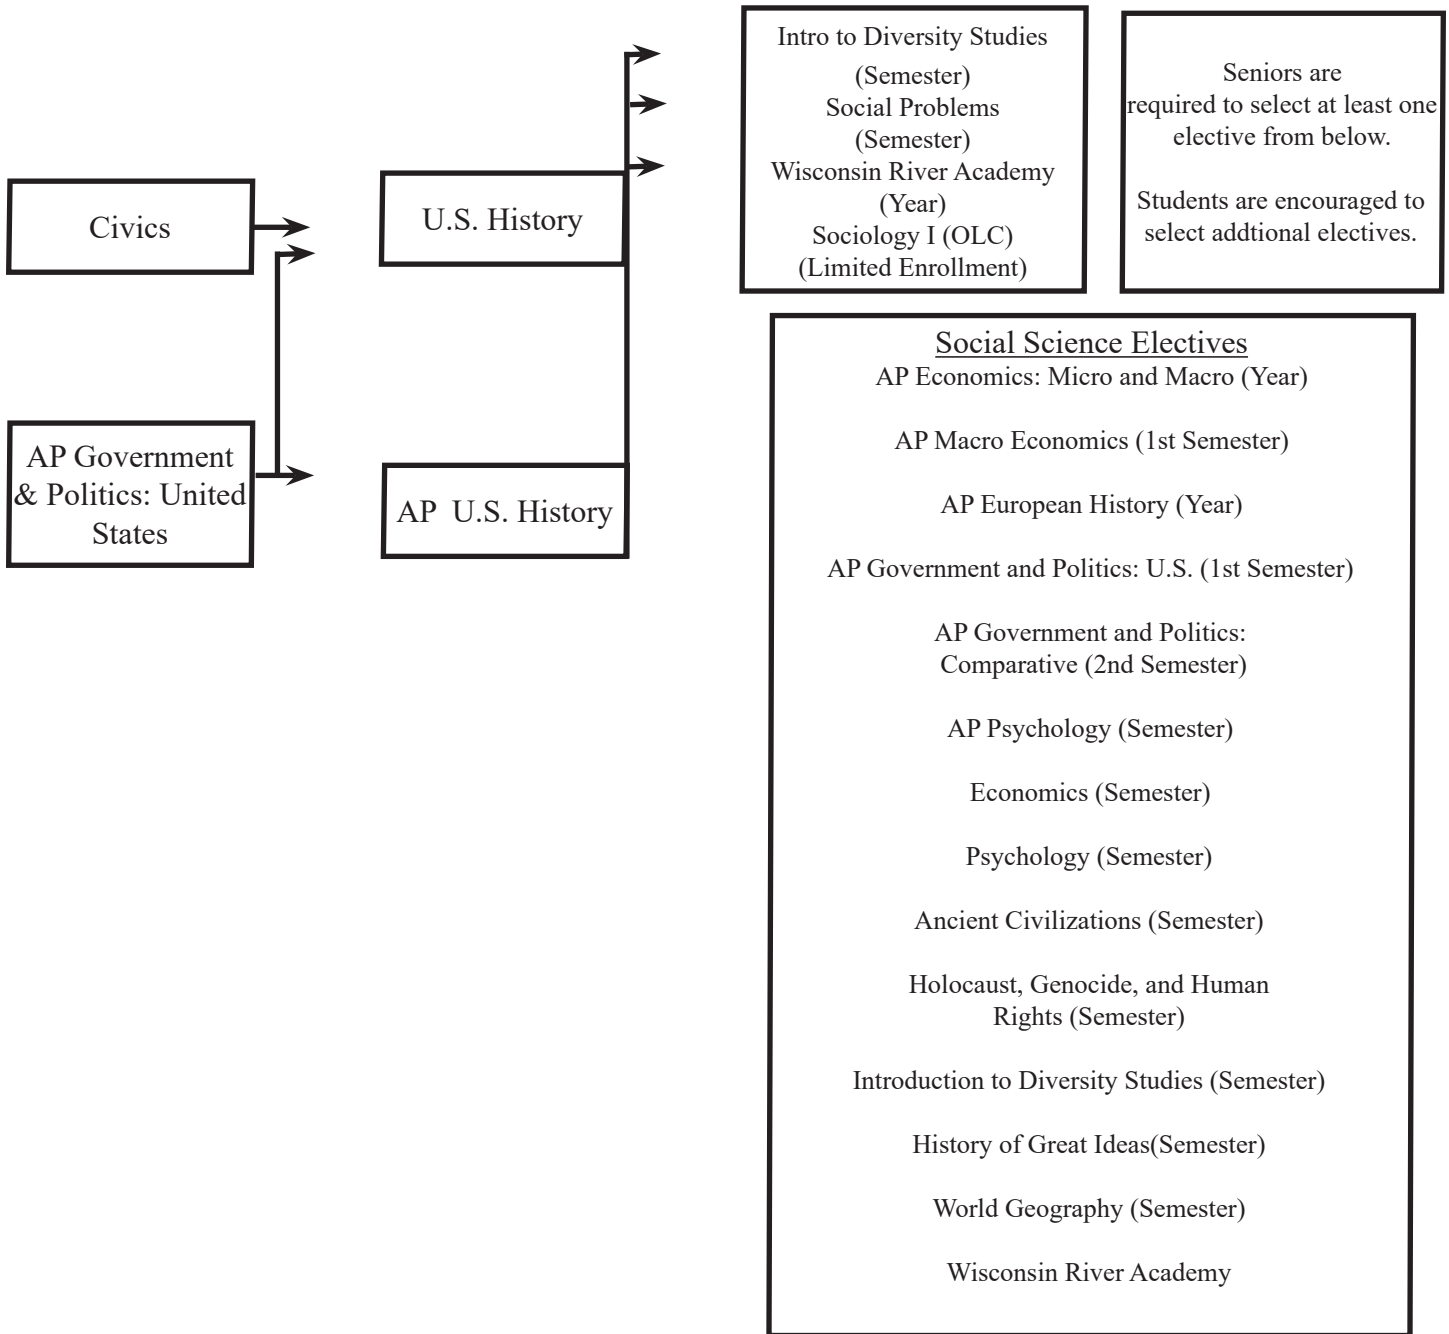 Civics
AP Government
& Politics: United
States
U.S. History
AP U.S. History
Intro to Diversity Studies
(Semester)
Social Problems
(Semester)
Wisconsin River Academy
(Year)
Sociology I (OLC)
(Limited Enrollment)
Seniors are
required to select at least one
elective from below.
Students are encouraged to
select addtional electives.
Social Science Electives
AP Economics: Micro and Macro (Year)
AP Macro Economics (1st Semester)
AP European History (Year)
AP Government and Politics: U.S. (1st Semester)
AP Government and Politics:
Comparative (2nd Semester)
AP Psychology (Semester)
Economics (Semester)
Psychology (Semester)
Ancient Civilizations (Semester)
Holocaust, Genocide, and Human
Rights (Semester)
Introduction to Diversity Studies (Semester)
History of Great Ideas(Semester)
World Geography (Semester)
Wisconsin River Academy